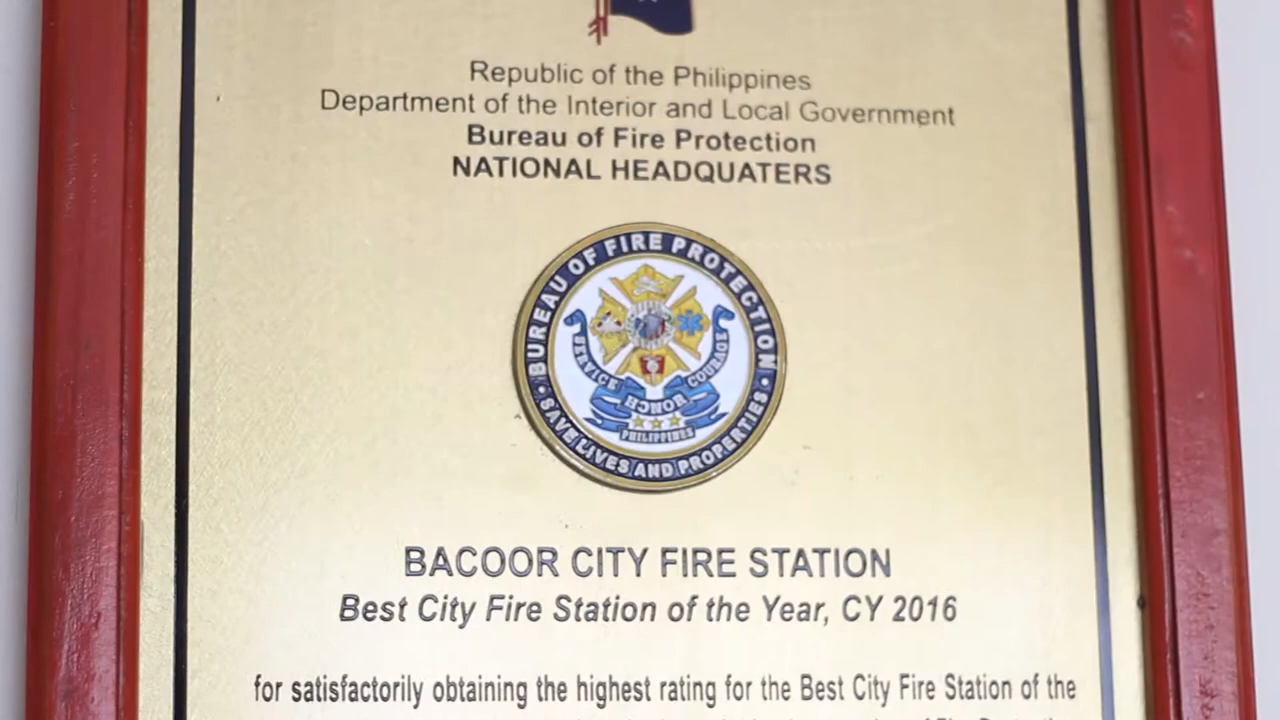 Republic of the Philippines
Department of the Interior and Local Government
Bureau of Fire Protection
NATIONAL HEADQUATERS
BUREAU OF FIRE PROTECTION
SERVICE HONOR COURAGE
PHILIPPINES
• SAVE LIVES AND PROPERTIES •
BACOOR CITY FIRE STATION
Best City Fire Station of the Year, CY 2016
for satisfactorily obtaining the highest rating for the Best City Fire Station of the